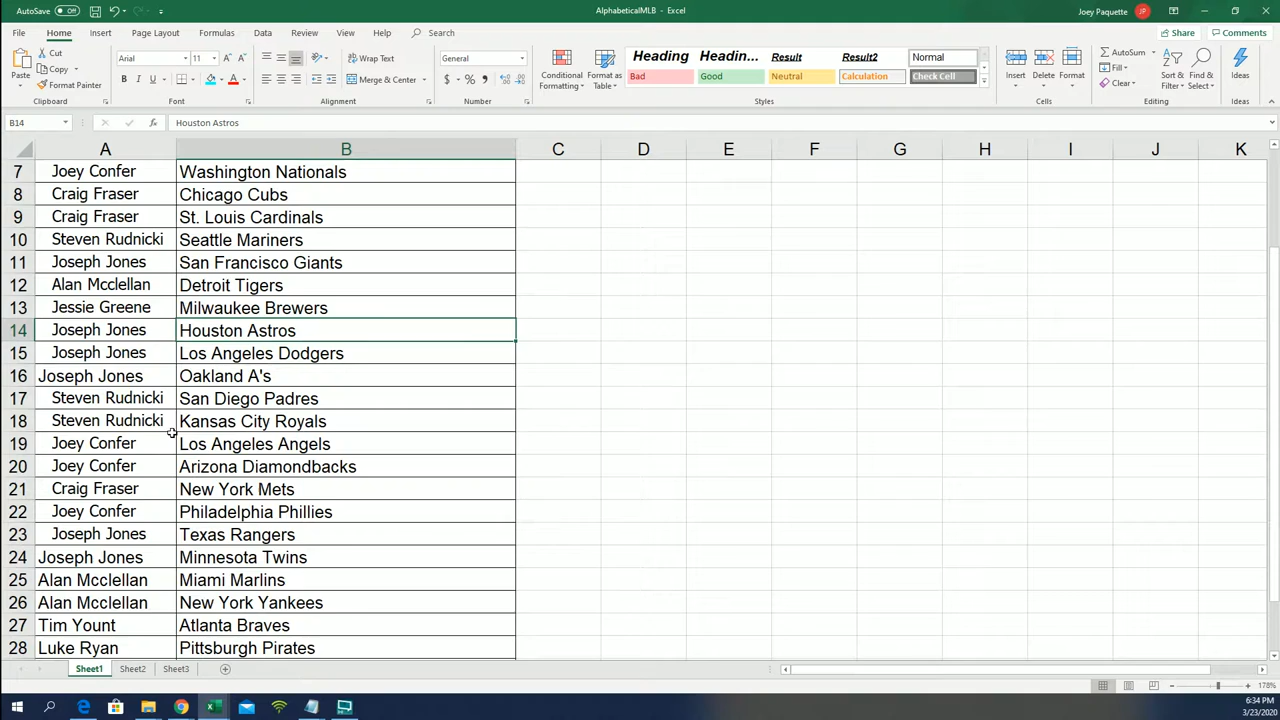 AutoSave Off AlphabeticalMLB - Excel Joey Paquette JP
File Home Insert Page Layout Formulas Data Review View Help Search Share Comments
Paste Cut Copy Format Painter Clipboard
Arial 11 A A B I U A Font
Wrap Text Merge & Center Alignment
General $ % , Number
Conditional Formatting Format as Table
Heading Headin... Result Result2 Normal
Bad Good Neutral Calculation Check Cell
Styles
Insert Delete Format Cells
AutoSum Fill Clear Sort & Filter Find & Select Editing
Ideas Ideas
B14 fx Houston Astros
A B C D E F G H I J K
7 Joey Confer Washington Nationals
8 Craig Fraser Chicago Cubs
9 Craig Fraser St. Louis Cardinals
10 Steven Rudnicki Seattle Mariners
11 Joseph Jones San Francisco Giants
12 Alan Mcclellan Detroit Tigers
13 Jessie Greene Milwaukee Brewers
14 Joseph Jones Houston Astros
15 Joseph Jones Los Angeles Dodgers
16 Joseph Jones Oakland A's
17 Steven Rudnicki San Diego Padres
18 Steven Rudnicki Kansas City Royals
19 Joey Confer Los Angeles Angels
20 Joey Confer Arizona Diamondbacks
21 Craig Fraser New York Mets
22 Joey Confer Philadelphia Phillies
23 Joseph Jones Texas Rangers
24 Joseph Jones Minnesota Twins
25 Alan Mcclellan Miami Marlins
26 Alan Mcclellan New York Yankees
27 Tim Yount Atlanta Braves
28 Luke Ryan Pittsburgh Pirates
Sheet1 Sheet2 Sheet3
178%
6:34 PM
3/23/2020